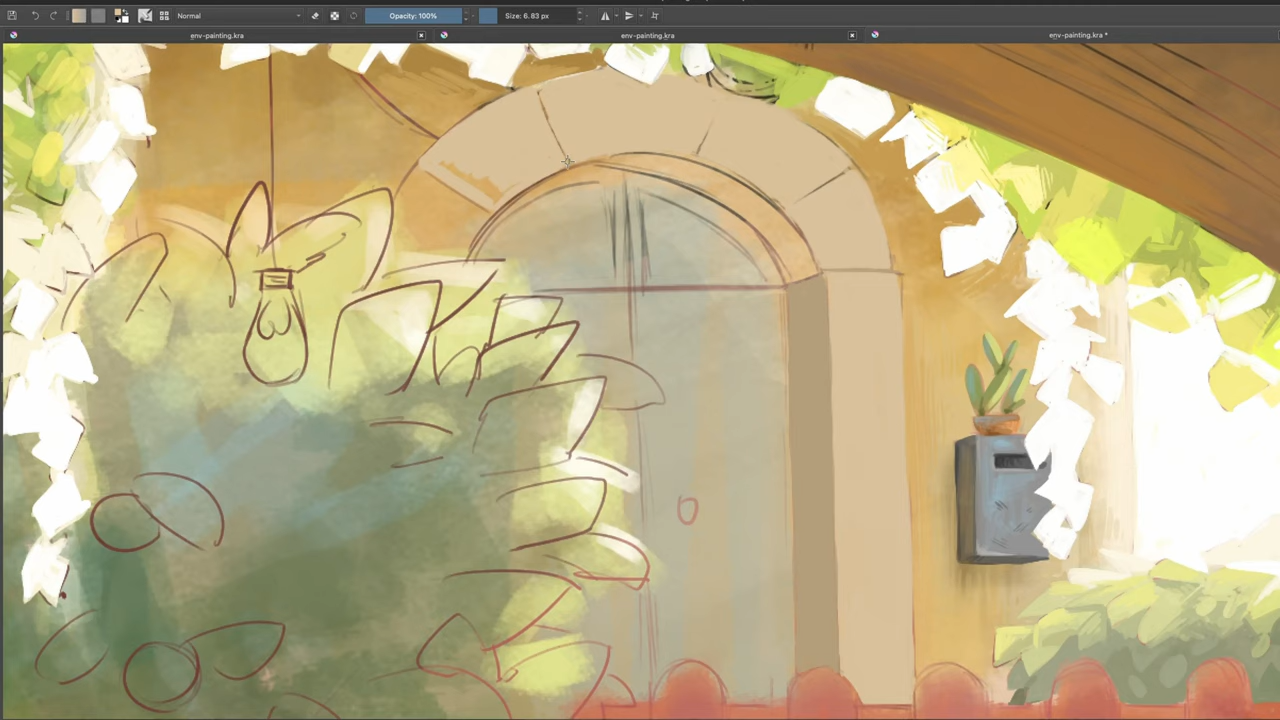 Normal
Opacity: 100%
Size: 6.83 px
env-painting.kra
env-painting.kra
env-painting.kra *